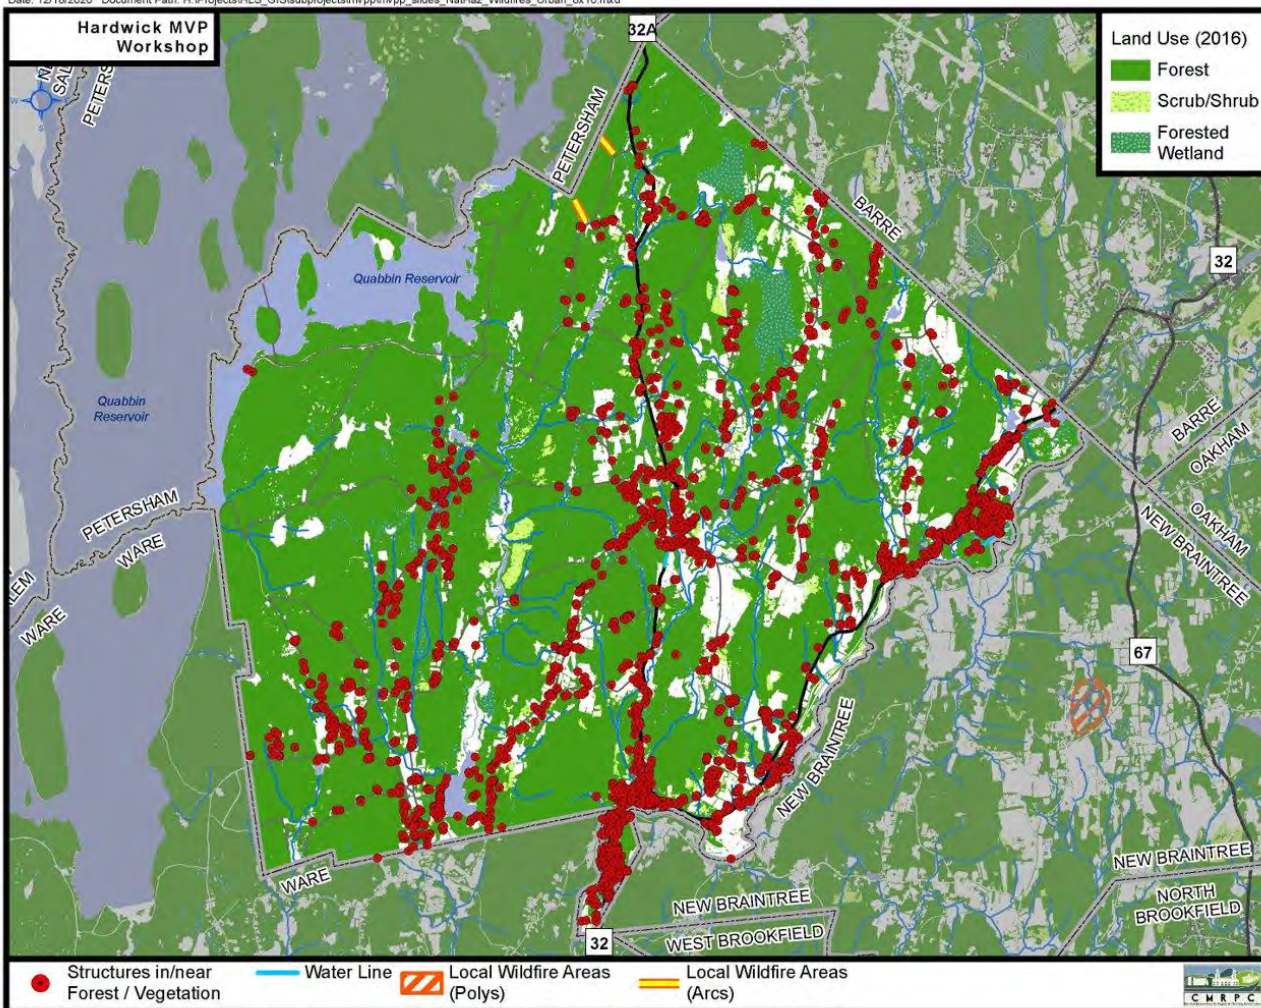 Hardwick MVP
Workshop
32A
Land Use (2016)
Forest
Scrub/Shrub
Forested
Wetland
PETERSHAM
BARRE
32
Quabbin Reservoir
Quabbin
Reservoir
BARRE
OAKHAM
PETERSHAM
WARE
OAKHAM
NEW BRAINTREE
WARE
67
NEW BRAINTREE
WARE
NEW BRAINTREE
NEW BRAINTREE
NORTH
BROOKFIELD
WEST BROOKFIELD
32
Structures in/near
Forest / Vegetation
Water Line
Local Wildfire Areas
(Polys)
Local Wildfire Areas
(Arcs)
CMRPC